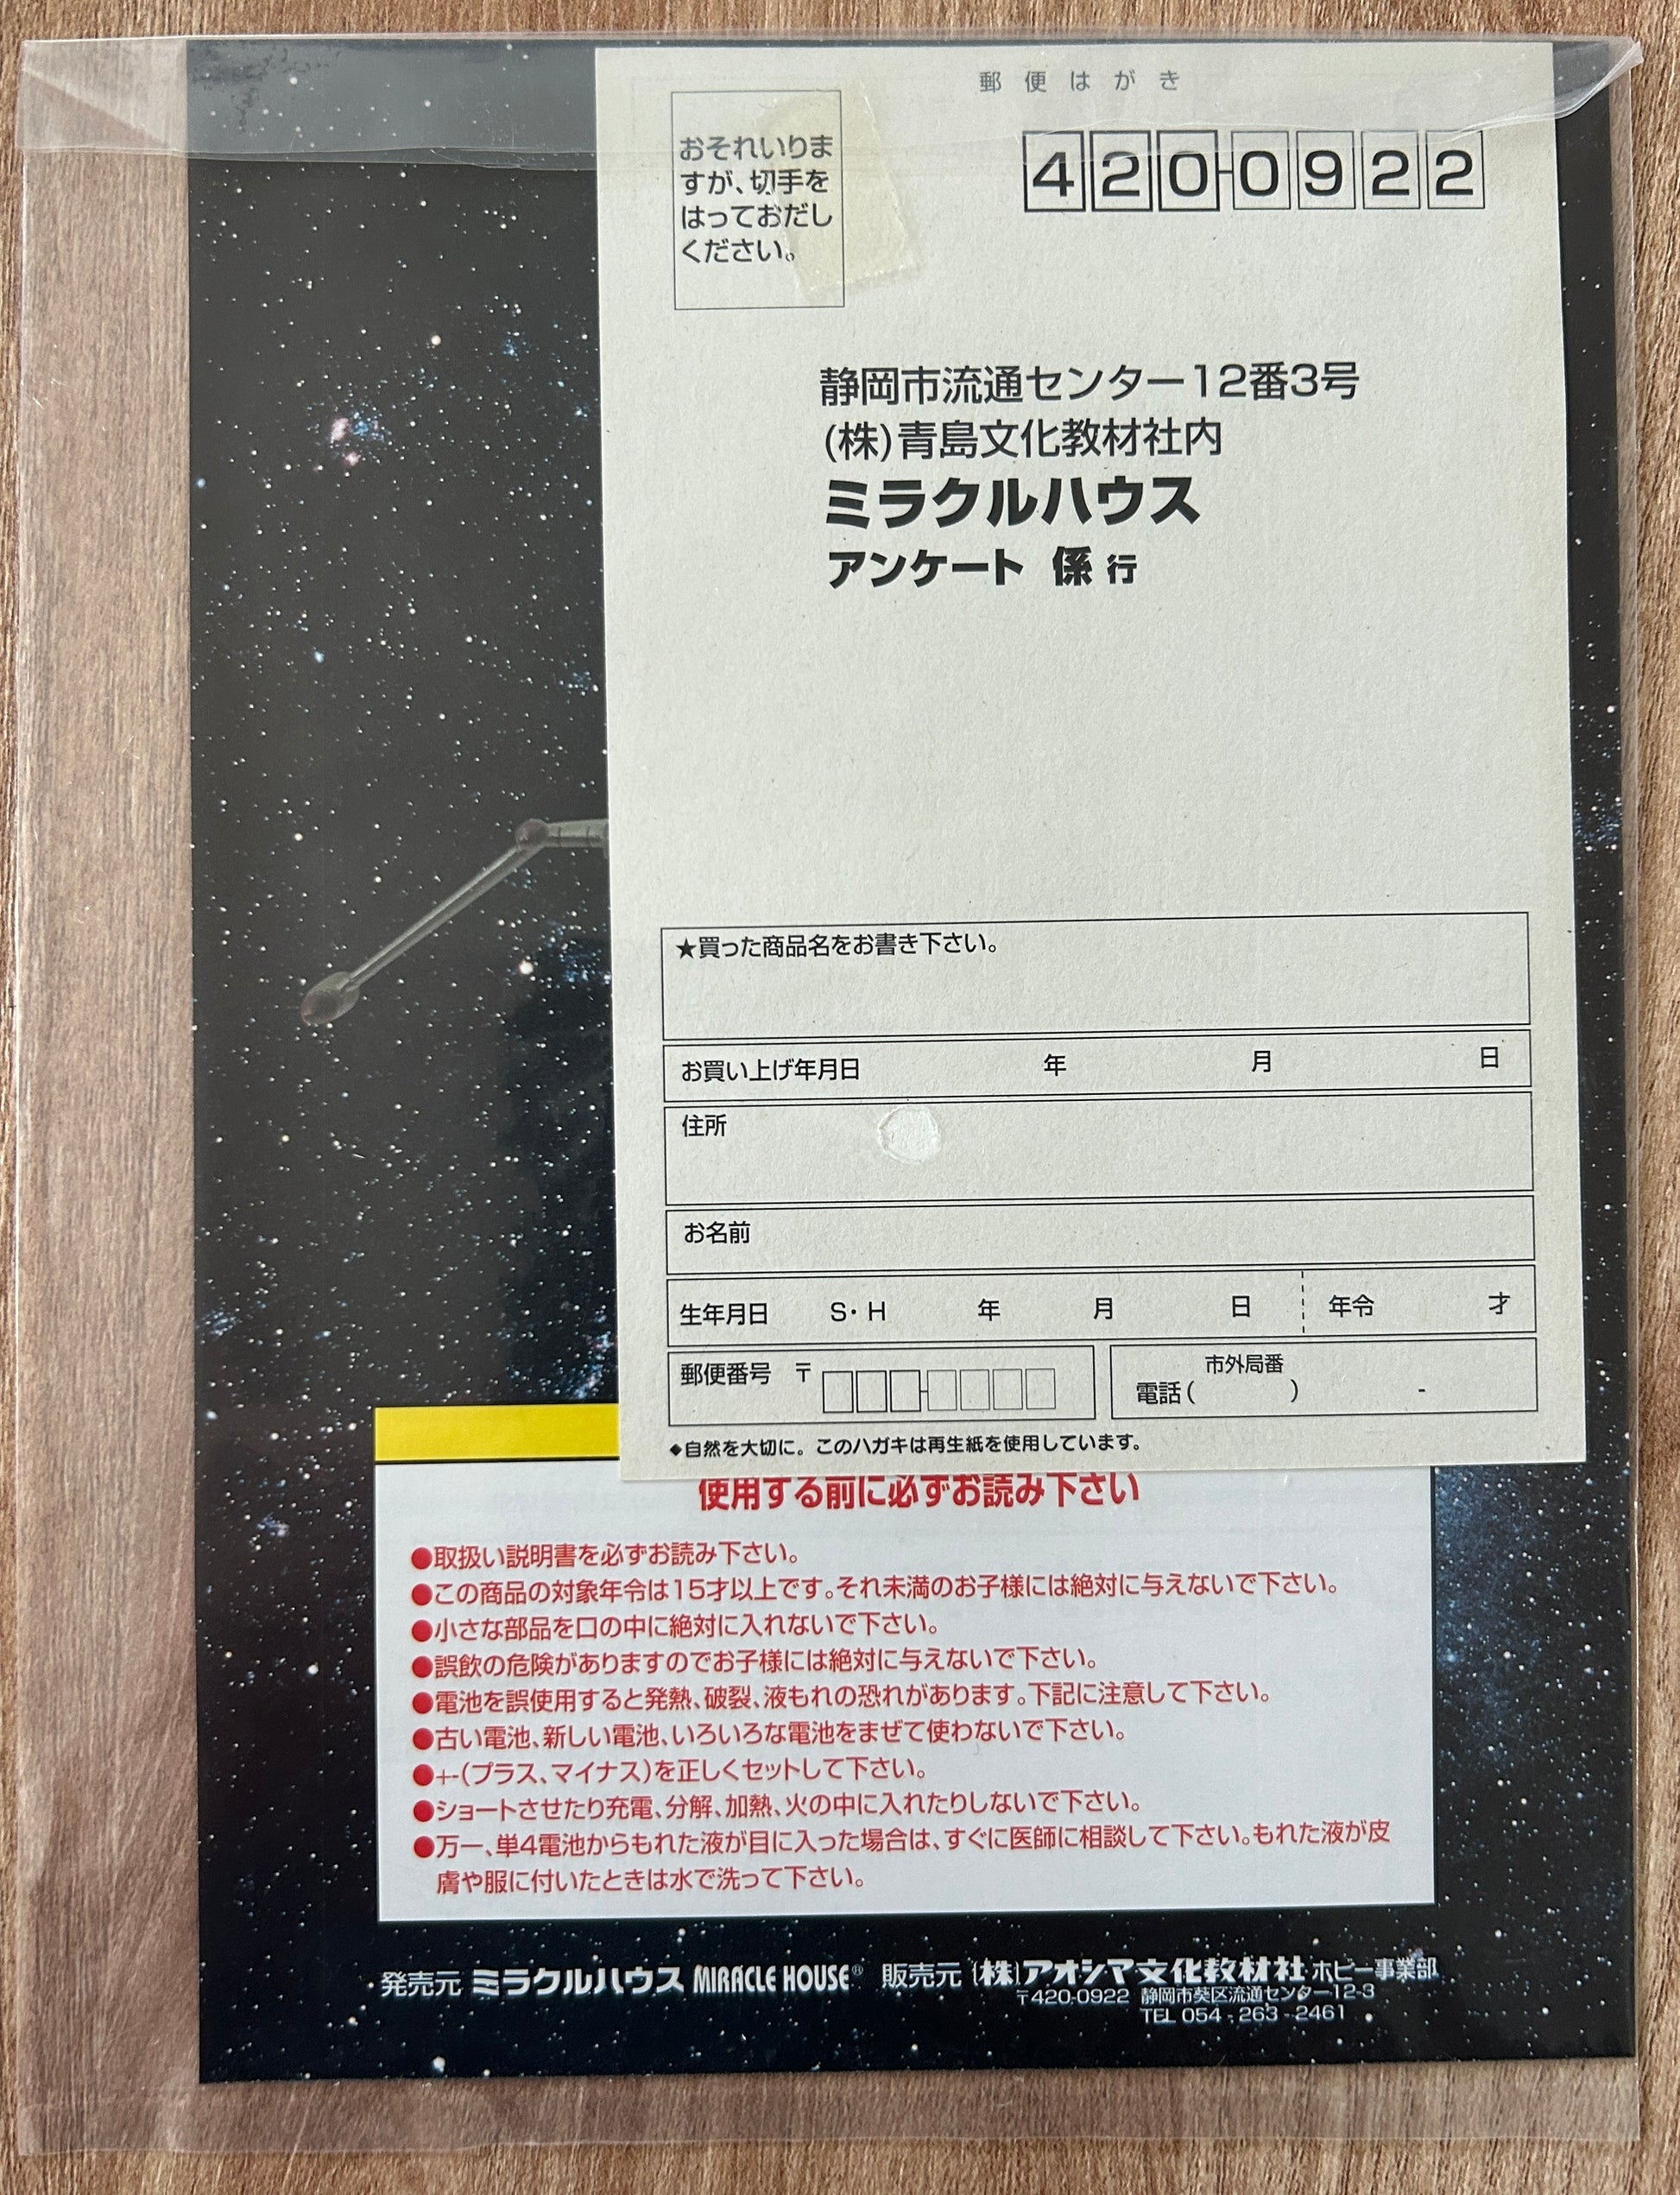 郵便はがき
おそれいりま
すが、切手を
はっておだし
ください。
420-0922
静岡市流通センター12番3号
(株)青島文化教材社内
ミラクルハウス
アンケート 係 行
★買った商品名をお書き下さい。
お買い上げ年月日 年 月 日
住所
お名前
生年月日 S・H 年 月 日 年令 才
郵便番号 〒 -
市外局番
電話( ) -
◆自然を大切に。このハガキは再生紙を使用しています。
使用する前に必ずお読み下さい
●取扱い説明書を必ずお読み下さい。
●この商品の対象年令は15才以上です。それ未満のお子様には絶対に与えないで下さい。
●小さな部品を口の中に絶対に入れないで下さい。
●誤飲の危険がありますのでお子様には絶対に与えないで下さい。
●電池を誤使用すると発熱、破裂、液もれの恐れがあります。下記に注意して下さい。
●古い電池、新しい電池、いろいろな電池をまぜて使わないで下さい。
●+-(プラス、マイナス)を正しくセットして下さい。
●ショートさせたり充電、分解、加熱、火の中に入れたりしないで下さい。
●万一、単4電池からもれた液が目に入った場合は、すぐに医師に相談して下さい。もれた液が皮
膚や服に付いたときは水で洗って下さい。
発売元 ミラクルハウス MIRACLE HOUSE® 販売元 (株)アオシマ文化教材社 ホビー事業部
〒420-0922 静岡市葵区流通センター12-3
TEL 054-263-2461